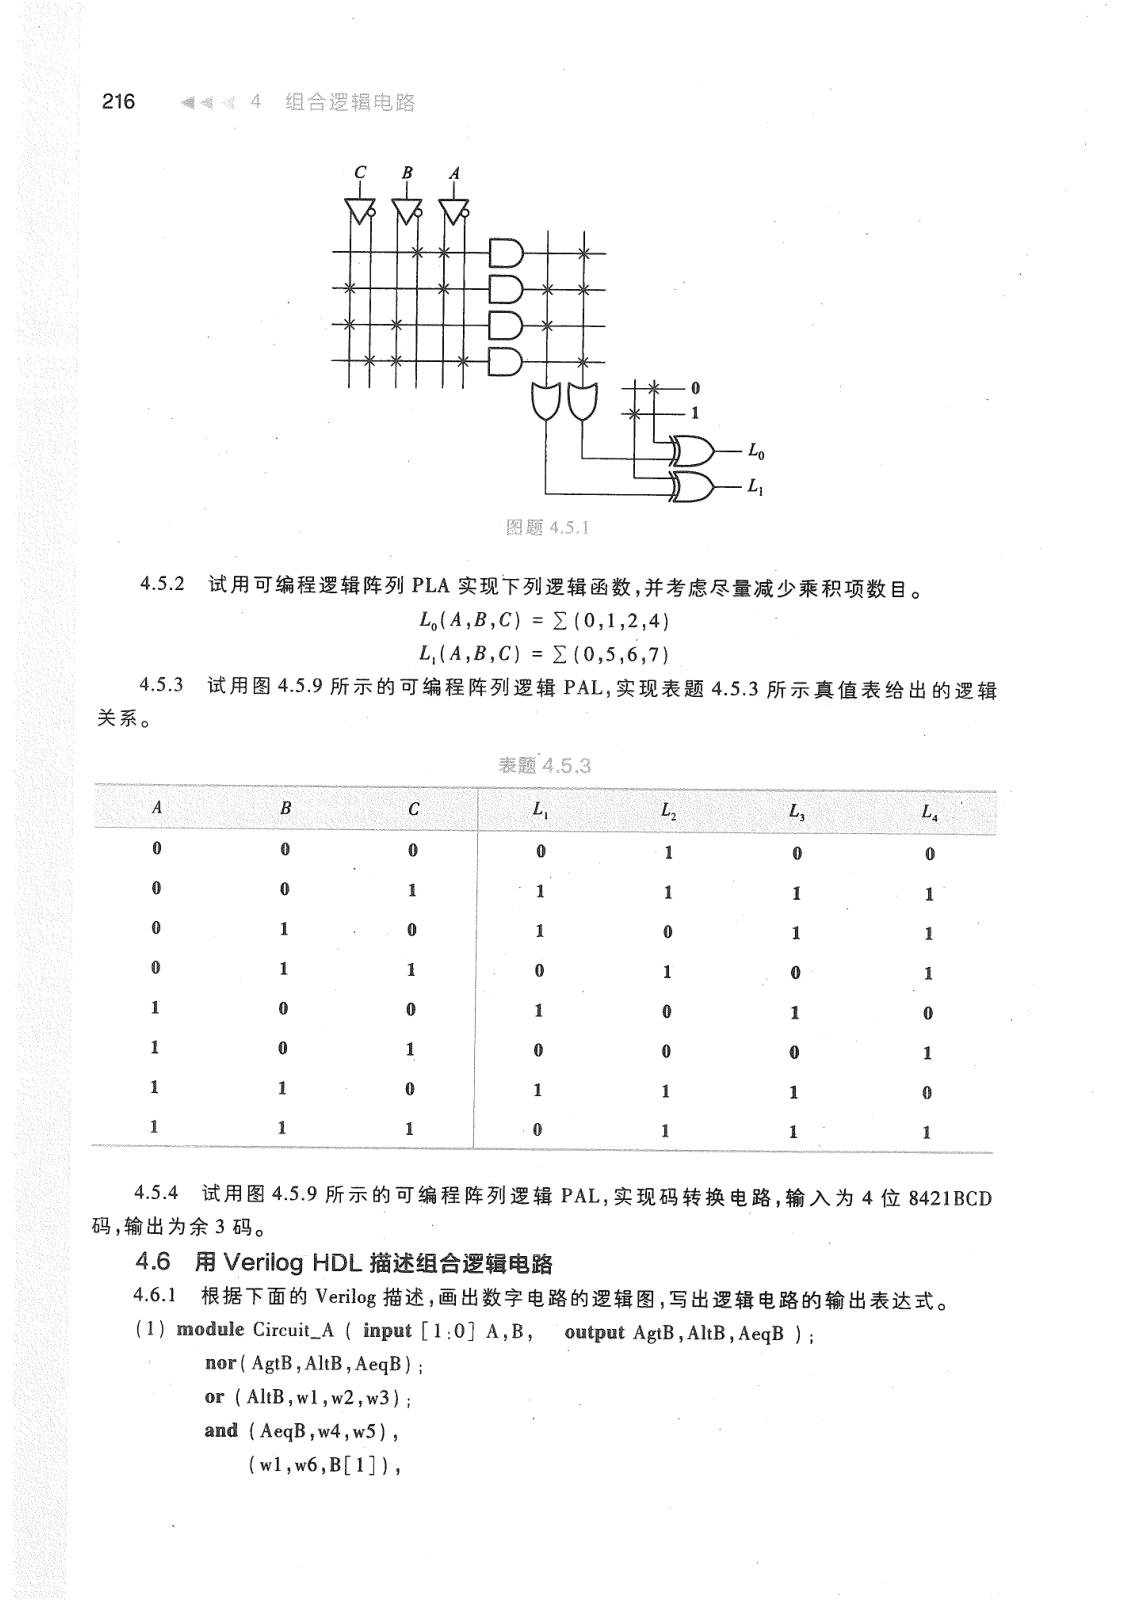 216 4 组合逻辑电路
C B A
0
1
L₀
L₁
图题 4.5.1
4.5.2 试用可编程逻辑阵列 PLA 实现下列逻辑函数,并考虑尽量减少乘积项数目。
L₀(A,B,C) = ∑(0,1,2,4)
L₁(A,B,C) = ∑(0,5,6,7)
4.5.3 试用图 4.5.9 所示的可编程阵列逻辑 PAL,实现表题 4.5.3 所示真值表给出的逻辑
关系。
表题 4.5.3
A B C L₁ L₂ L₃ L₄
0 0 0 0 1 0 0
0 0 1 1 1 1 1
0 1 0 1 0 1 1
0 1 1 0 1 0 1
1 0 0 1 0 1 0
1 0 1 0 0 0 1
1 1 0 1 1 1 0
1 1 1 0 1 1 1
4.5.4 试用图 4.5.9 所示的可编程阵列逻辑 PAL,实现码转换电路,输入为 4 位 8421BCD
码,输出为余 3 码。
4.6 用 Verilog HDL 描述组合逻辑电路
4.6.1 根据下面的 Verilog 描述,画出数字电路的逻辑图,写出逻辑电路的输出表达式。
(1) module Circuit_A ( input [1:0] A,B, output AgtB,AltB,AeqB );
nor( AgtB,AltB,AeqB);
or ( AltB,w1,w2,w3);
and ( AeqB,w4,w5),
( w1,w6,B[1]),